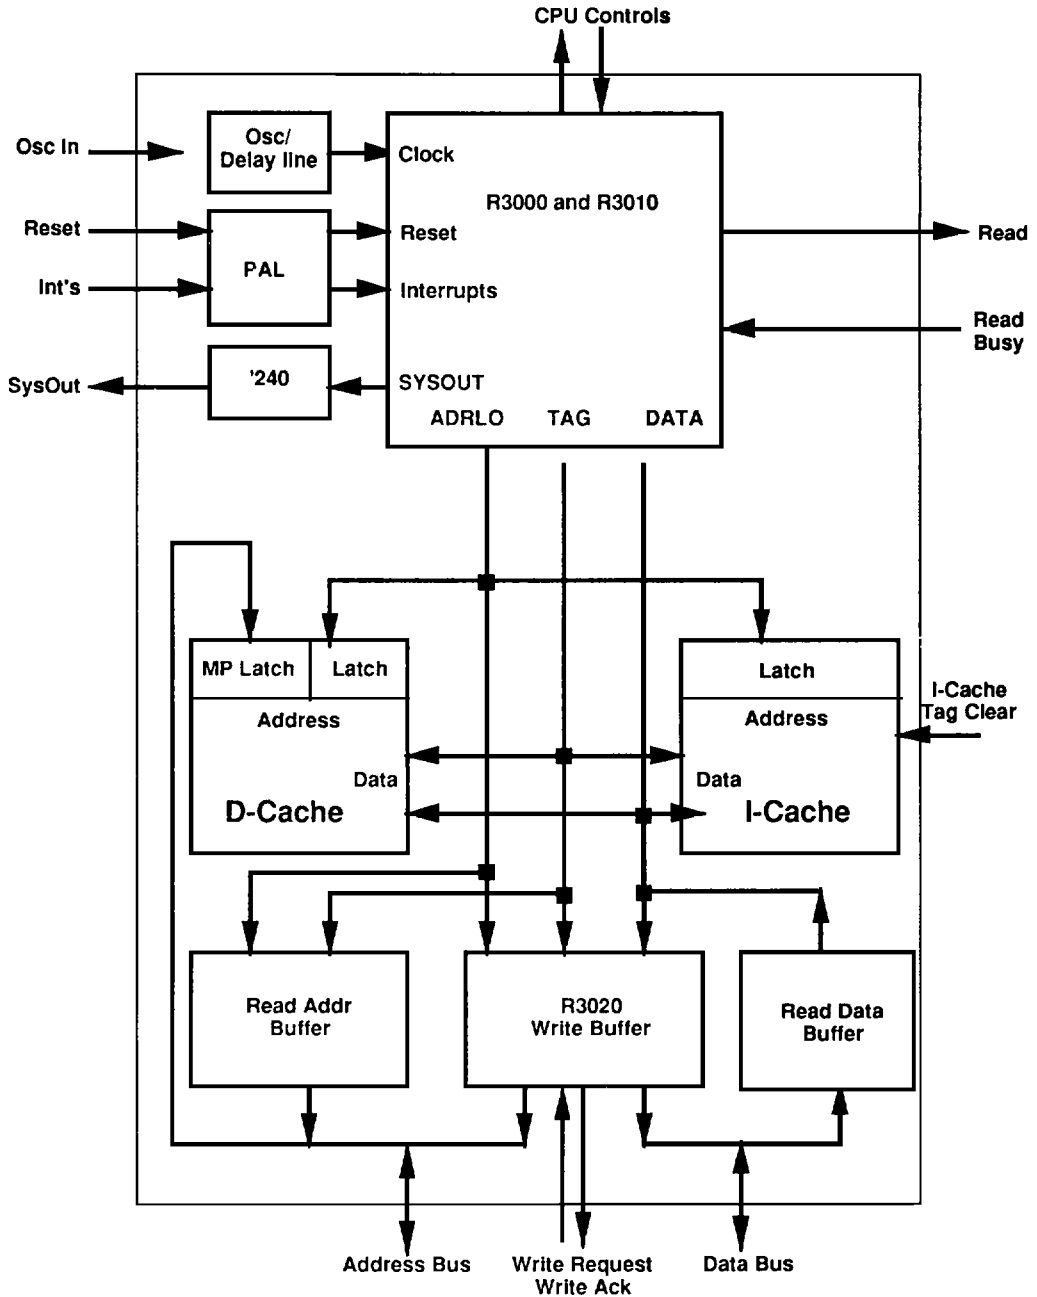 CPU Controls
Osc In
Osc/
Delay line
Clock
R3000 and R3010
Reset
Reset
Read
PAL
Int's
Interrupts
Read
Busy
SysOut
'240
SYSOUT
ADRLO
TAG
DATA
MP Latch
Latch
Latch
I-Cache
Tag Clear
Address
Address
Data
Data
D-Cache
I-Cache
Read Addr
Buffer
R3020
Write Buffer
Read Data
Buffer
Address Bus
Write Request
Write Ack
Data Bus